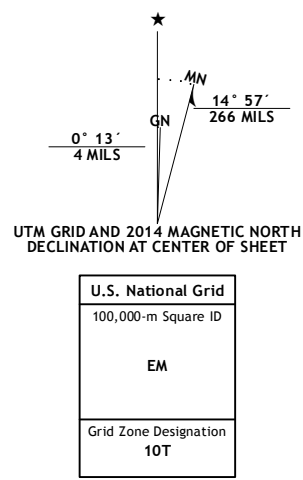 ★
MN
GN
14° 57´
266 MILS
0° 13´
4 MILS
UTM GRID AND 2014 MAGNETIC NORTH
DECLINATION AT CENTER OF SHEET
U.S. National Grid
100,000-m Square ID
EM
Grid Zone Designation
10T